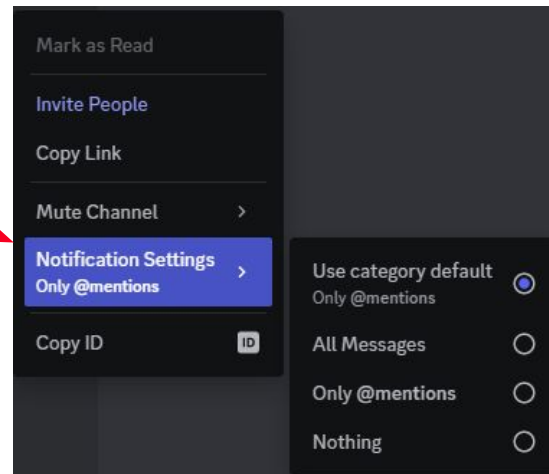 Mark as Read
Invite People
Copy Link
Mute Channel
Notification Settings
Only @mentions
Copy ID
ID
Use category default
Only @mentions
All Messages
Only @mentions
Nothing